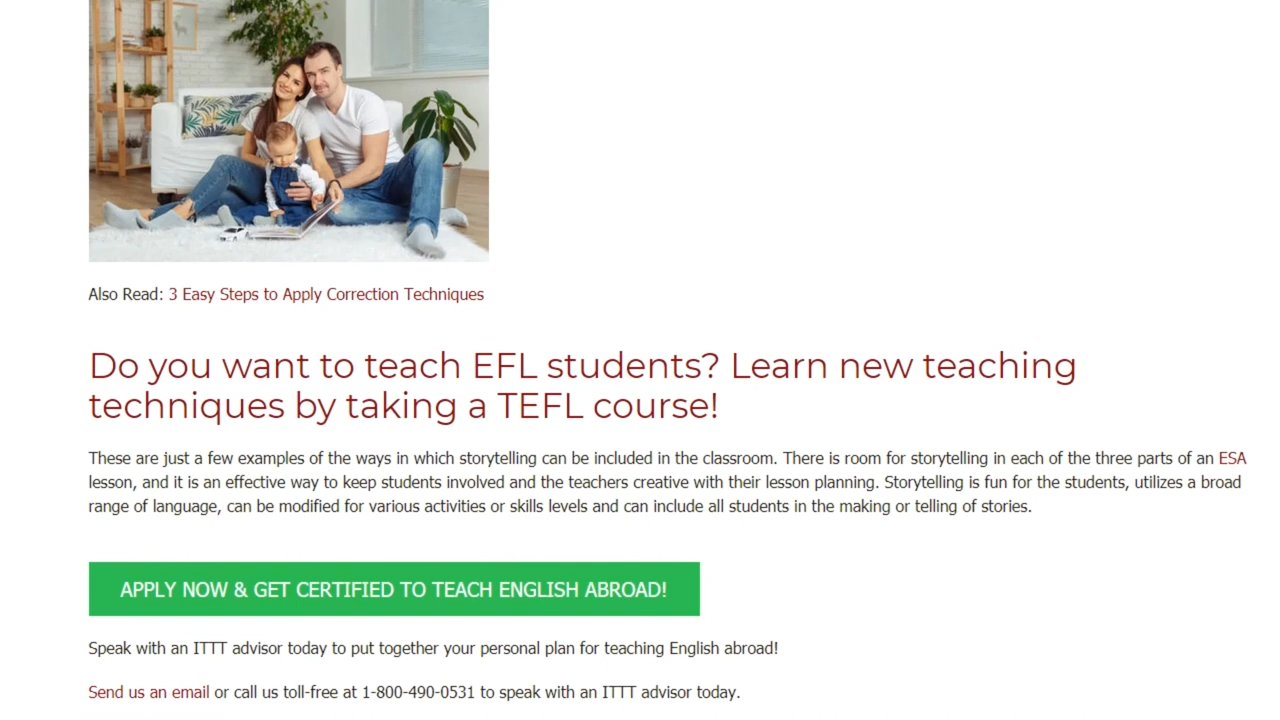 Also Read: 3 Easy Steps to Apply Correction Techniques
Do you want to teach EFL students? Learn new teaching
techniques by taking a TEFL course!
These are just a few examples of the ways in which storytelling can be included in the classroom. There is room for storytelling in each of the three parts of an ESA
lesson, and it is an effective way to keep students involved and the teachers creative with their lesson planning. Storytelling is fun for the students, utilizes a broad
range of language, can be modified for various activities or skills levels and can include all students in the making or telling of stories.
APPLY NOW & GET CERTIFIED TO TEACH ENGLISH ABROAD!
Speak with an ITTT advisor today to put together your personal plan for teaching English abroad!
Send us an email or call us toll-free at 1-800-490-0531 to speak with an ITTT advisor today.